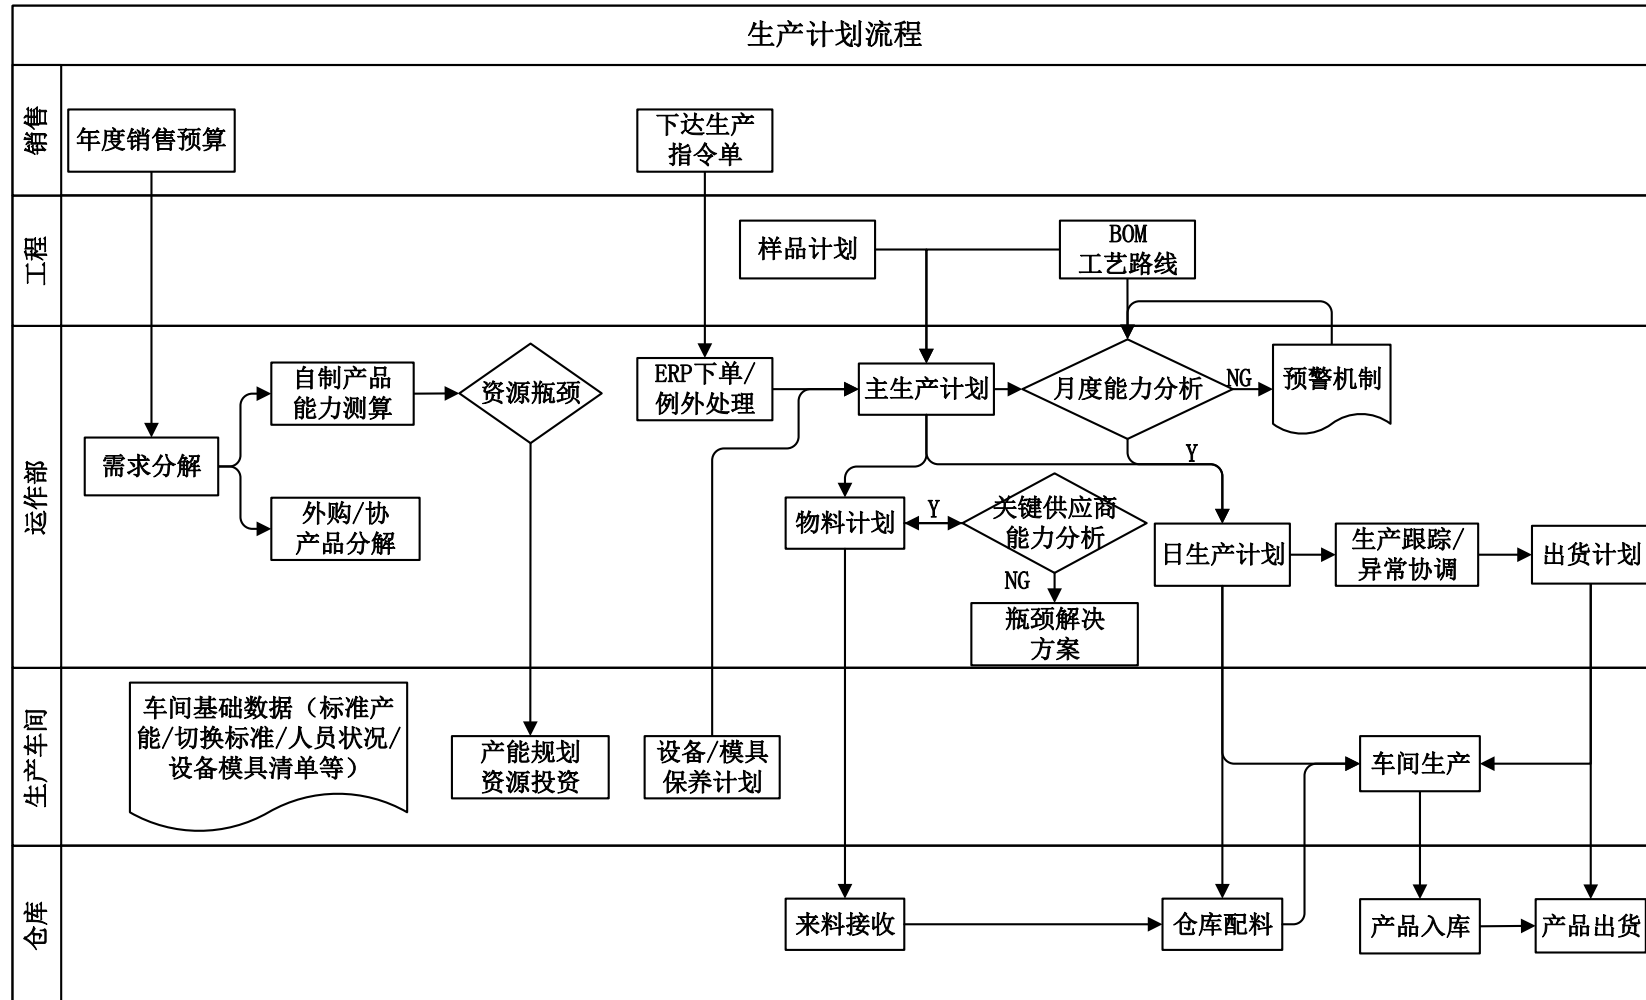 生产计划流程
销售
年度销售预算
下达生产
指令单
工程
样品计划
BOM
工艺路线
运作部
需求分解
自制产品
能力测算
外购/协
产品分解
资源瓶颈
ERP下单/
例外处理
主生产计划
月度能力分析
NG
预警机制
Y
物料计划
Y
关键供应商
能力分析
NG
瓶颈解决
方案
日生产计划
生产跟踪/
异常协调
出货计划
生产车间
车间基础数据（标准产
能/切换标准/人员状况/
设备模具清单等）
产能规划
资源投资
设备/模具
保养计划
车间生产
仓库
来料接收
仓库配料
产品入库
产品出货